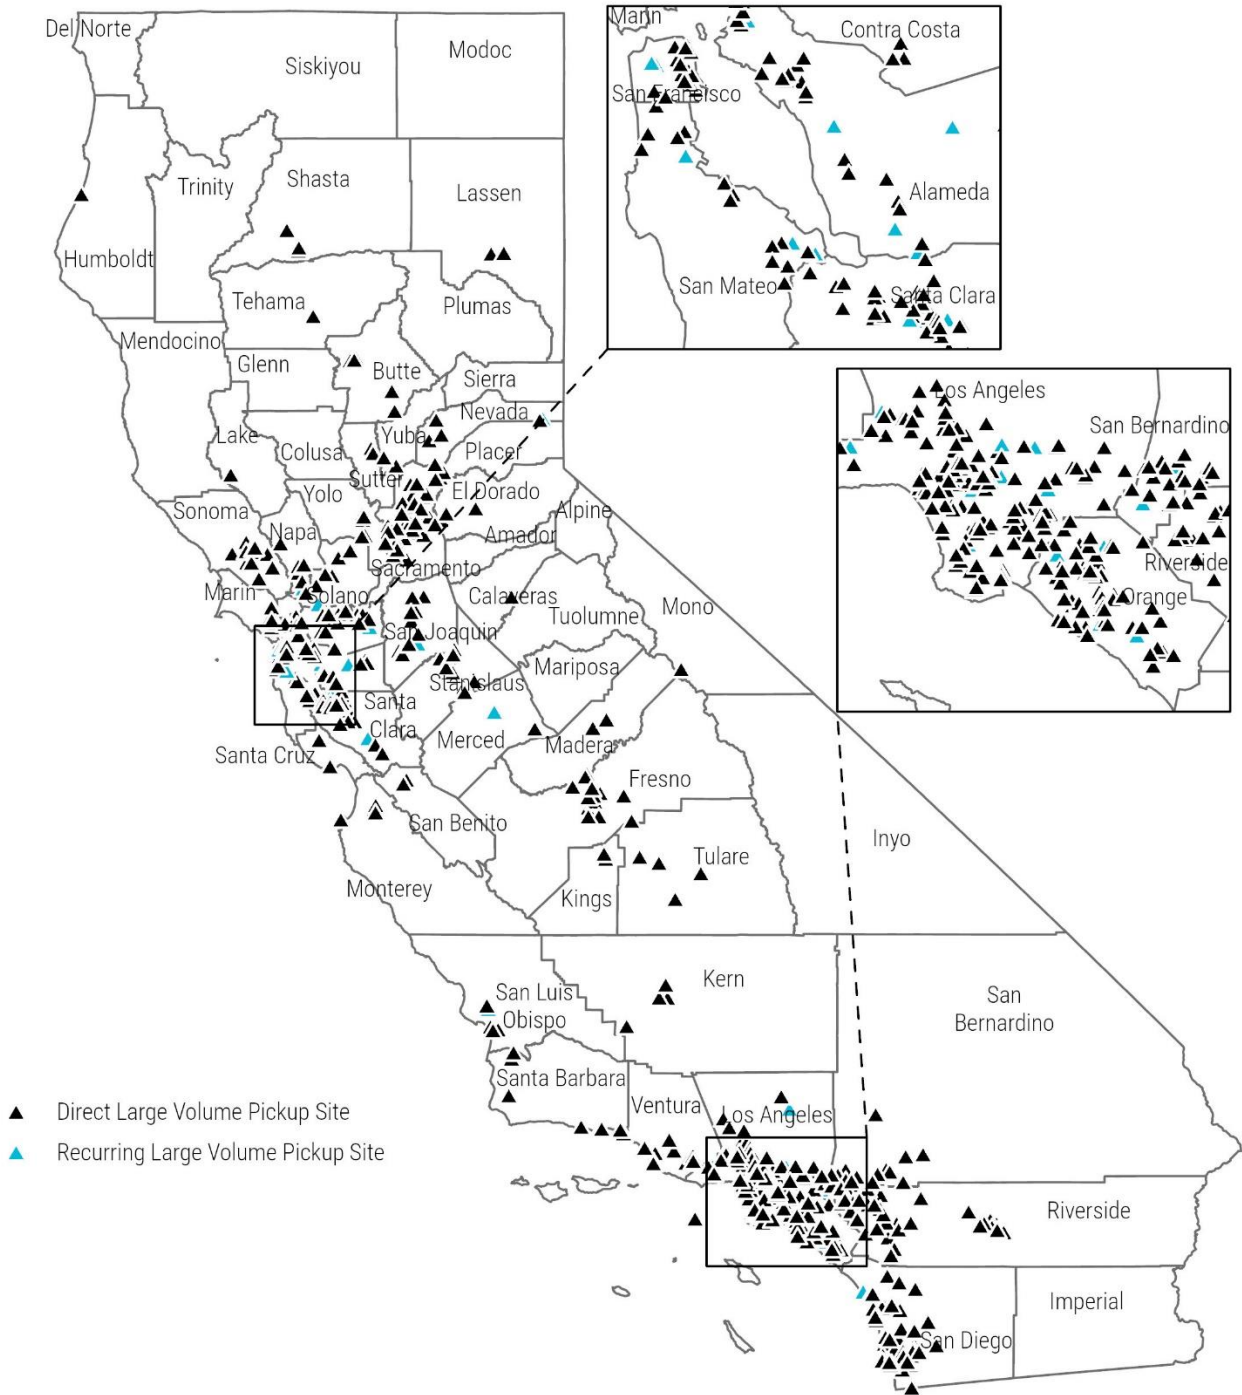 Del Norte
Siskiyou
Modoc
Trinity
Shasta
Lassen
Humboldt
Tehama
Plumas
Mendocino
Glenn
Butte
Sierra
Nevada
Lake
Colusa
Yuba
Placer
Sutter
Sonoma
Napa
Yolo
El Dorado
Alpine
Amador
Sacramento
Marin
Solano
Calaveras
Tuolumne
Mono
San Joaquin
Mariposa
Stanislaus
Santa
Clara
Merced
Madera
Santa Cruz
Fresno
San Benito
Inyo
Tulare
Monterey
Kings
Kern
San Luis
Obispo
San
Bernardino
Santa Barbara
Ventura
Los Angeles
Riverside
Imperial
San Diego
Direct Large Volume Pickup Site
Recurring Large Volume Pickup Site
Marin
Contra Costa
San Francisco
Alameda
San Mateo
Santa Clara
Los Angeles
San Bernardino
Riverside
Orange